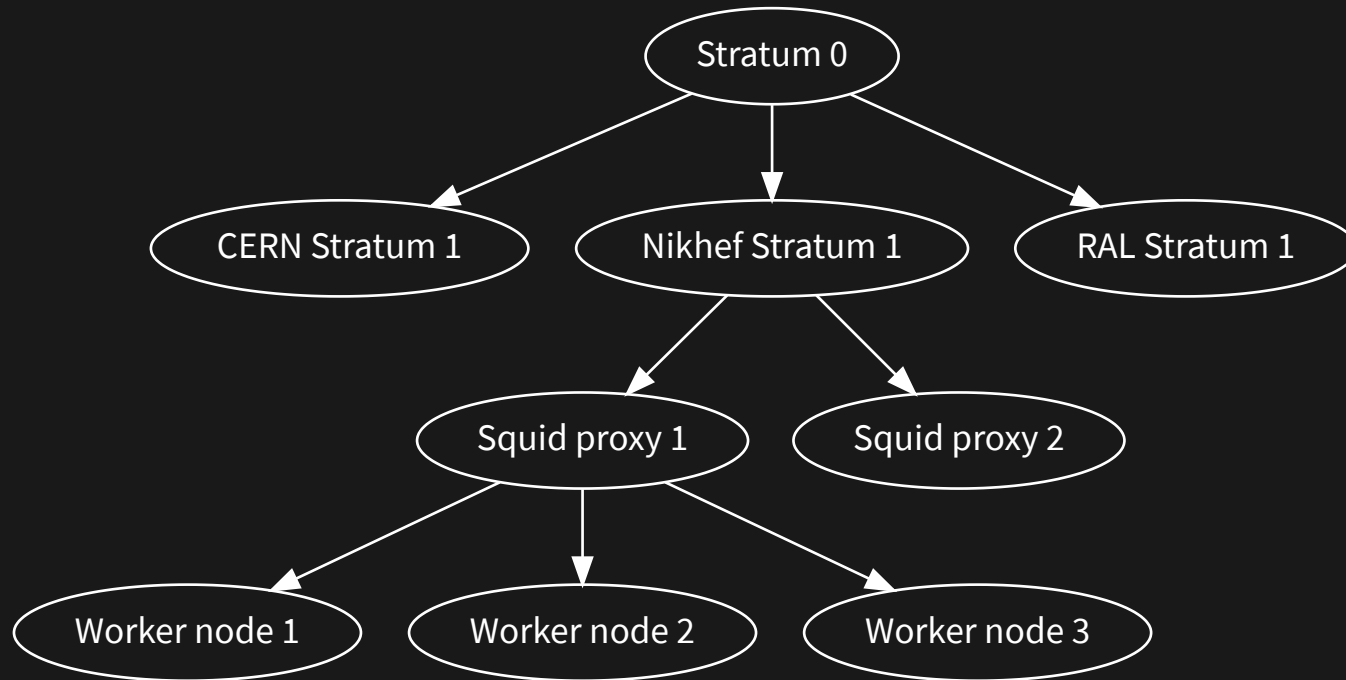 Stratum 0
CERN Stratum 1
Nikhef Stratum 1
RAL Stratum 1
Squid proxy 1
Squid proxy 2
Worker node 1
Worker node 2
Worker node 3